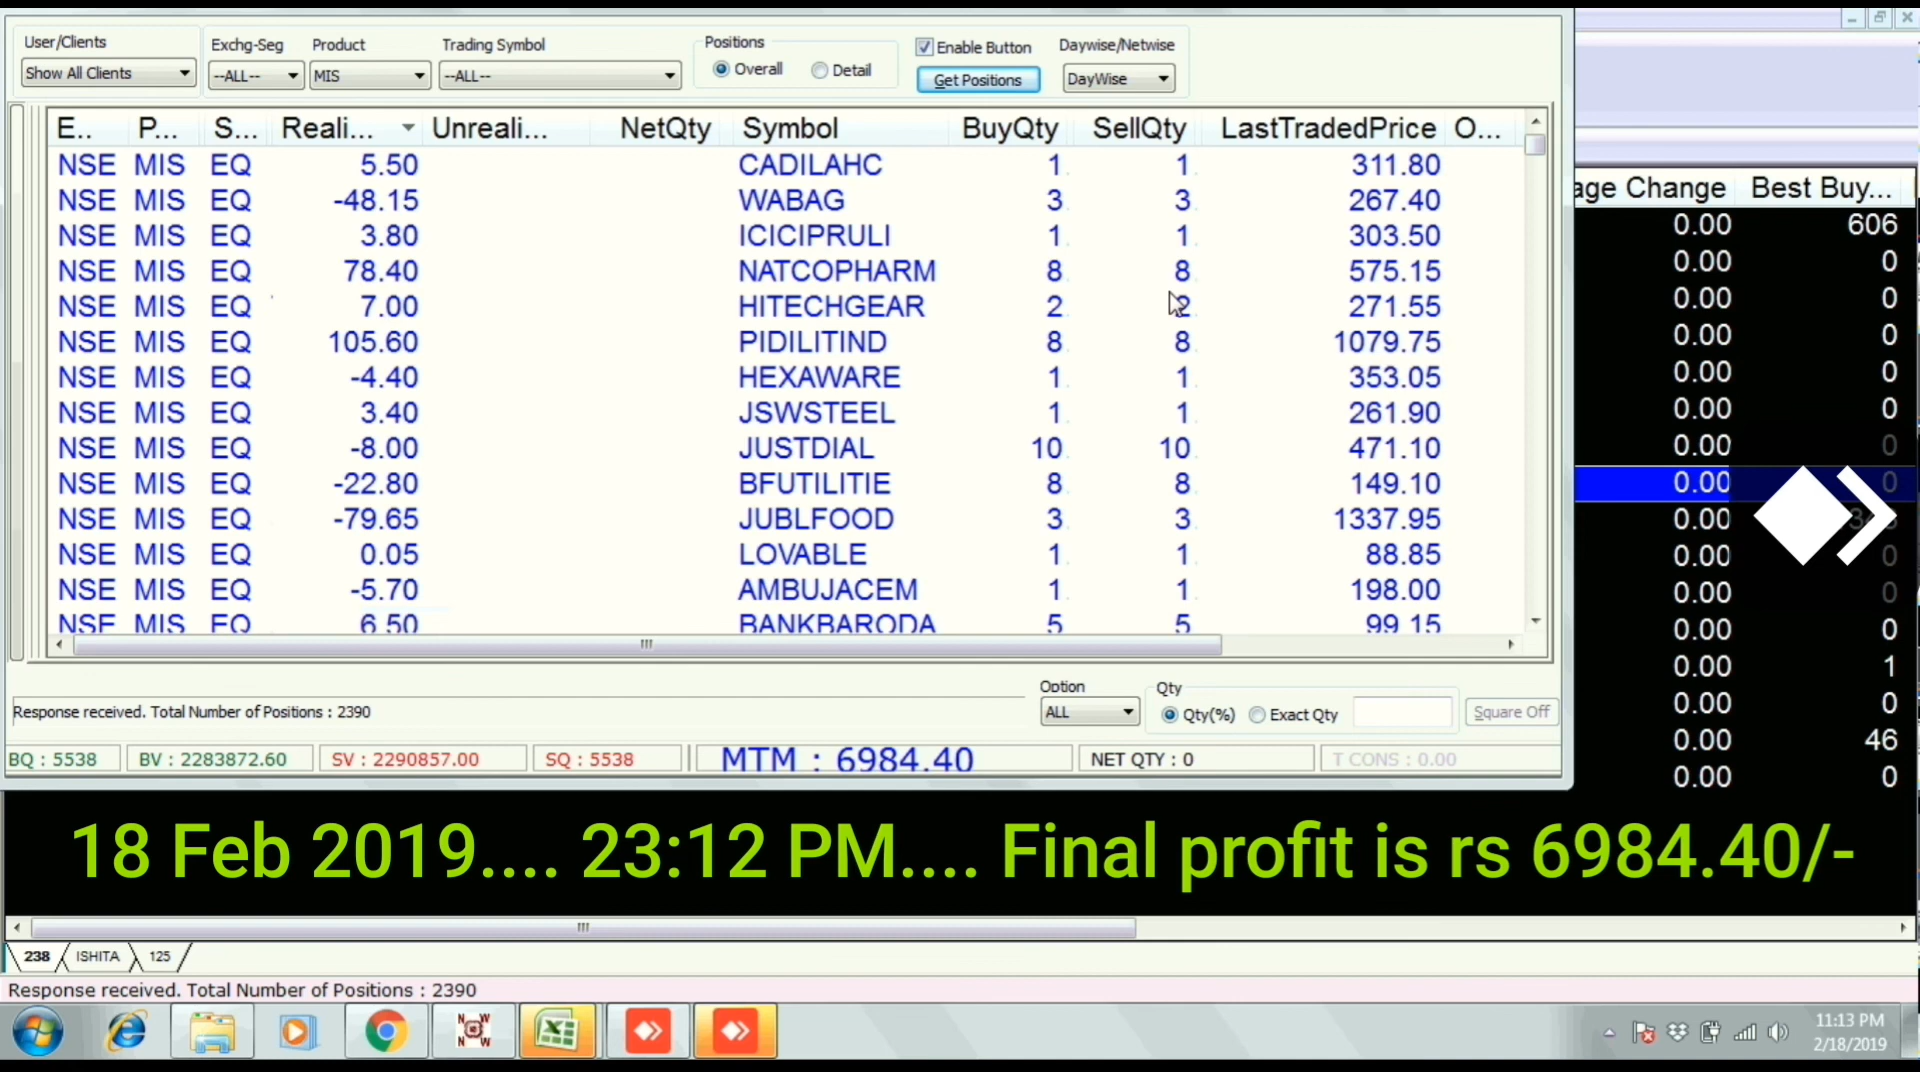 User/Clients Exchg-Seg Product Trading Symbol Positions Enable Button Daywise/Netwise
Show All Clients --ALL-- MIS --ALL-- Overall Detail Get Positions DayWise
E.. P... S... Reali... Unreali... NetQty Symbol BuyQty SellQty LastTradedPrice O...
NSE MIS EQ 5.50 CADILAHC 1 1 311.80
NSE MIS EQ -48.15 WABAG 3 3 267.40
NSE MIS EQ 3.80 ICICIPRULI 1 1 303.50
NSE MIS EQ 78.40 NATCOPHARM 8 8 575.15
NSE MIS EQ 7.00 HITECHGEAR 2 2 271.55
NSE MIS EQ 105.60 PIDILITIND 8 8 1079.75
NSE MIS EQ -4.40 HEXAWARE 1 1 353.05
NSE MIS EQ 3.40 JSWSTEEL 1 1 261.90
NSE MIS EQ -8.00 JUSTDIAL 10 10 471.10
NSE MIS EQ -22.80 BFUTILITIE 8 8 149.10
NSE MIS EQ -79.65 JUBLFOOD 3 3 1337.95
NSE MIS EQ 0.05 LOVABLE 1 1 88.85
NSE MIS EQ -5.70 AMBUJACEM 1 1 198.00
NSE MIS EQ 6.50 BANKBARODA 5 5 99.15
age Change Best Buy...
0.00 606
0.00 0
0.00 0
0.00 0
0.00 0
0.00 0
0.00 0
0.00 0
0.00
0.00 0
0.00 0
0.00 0
0.00 1
0.00 0
0.00 46
0.00 0
Option Qty
Response received. Total Number of Positions : 2390 ALL Qty(%) Exact Qty Square Off
BQ : 5538 BV : 2283872.60 SV : 2290857.00 SQ : 5538 MTM : 6984.40 NET QTY : 0 T CONS : 0.00
18 Feb 2019.... 23:12 PM.... Final profit is rs 6984.40/-
238 ISHITA 125
Response received. Total Number of Positions : 2390
11:13 PM
2/18/2019